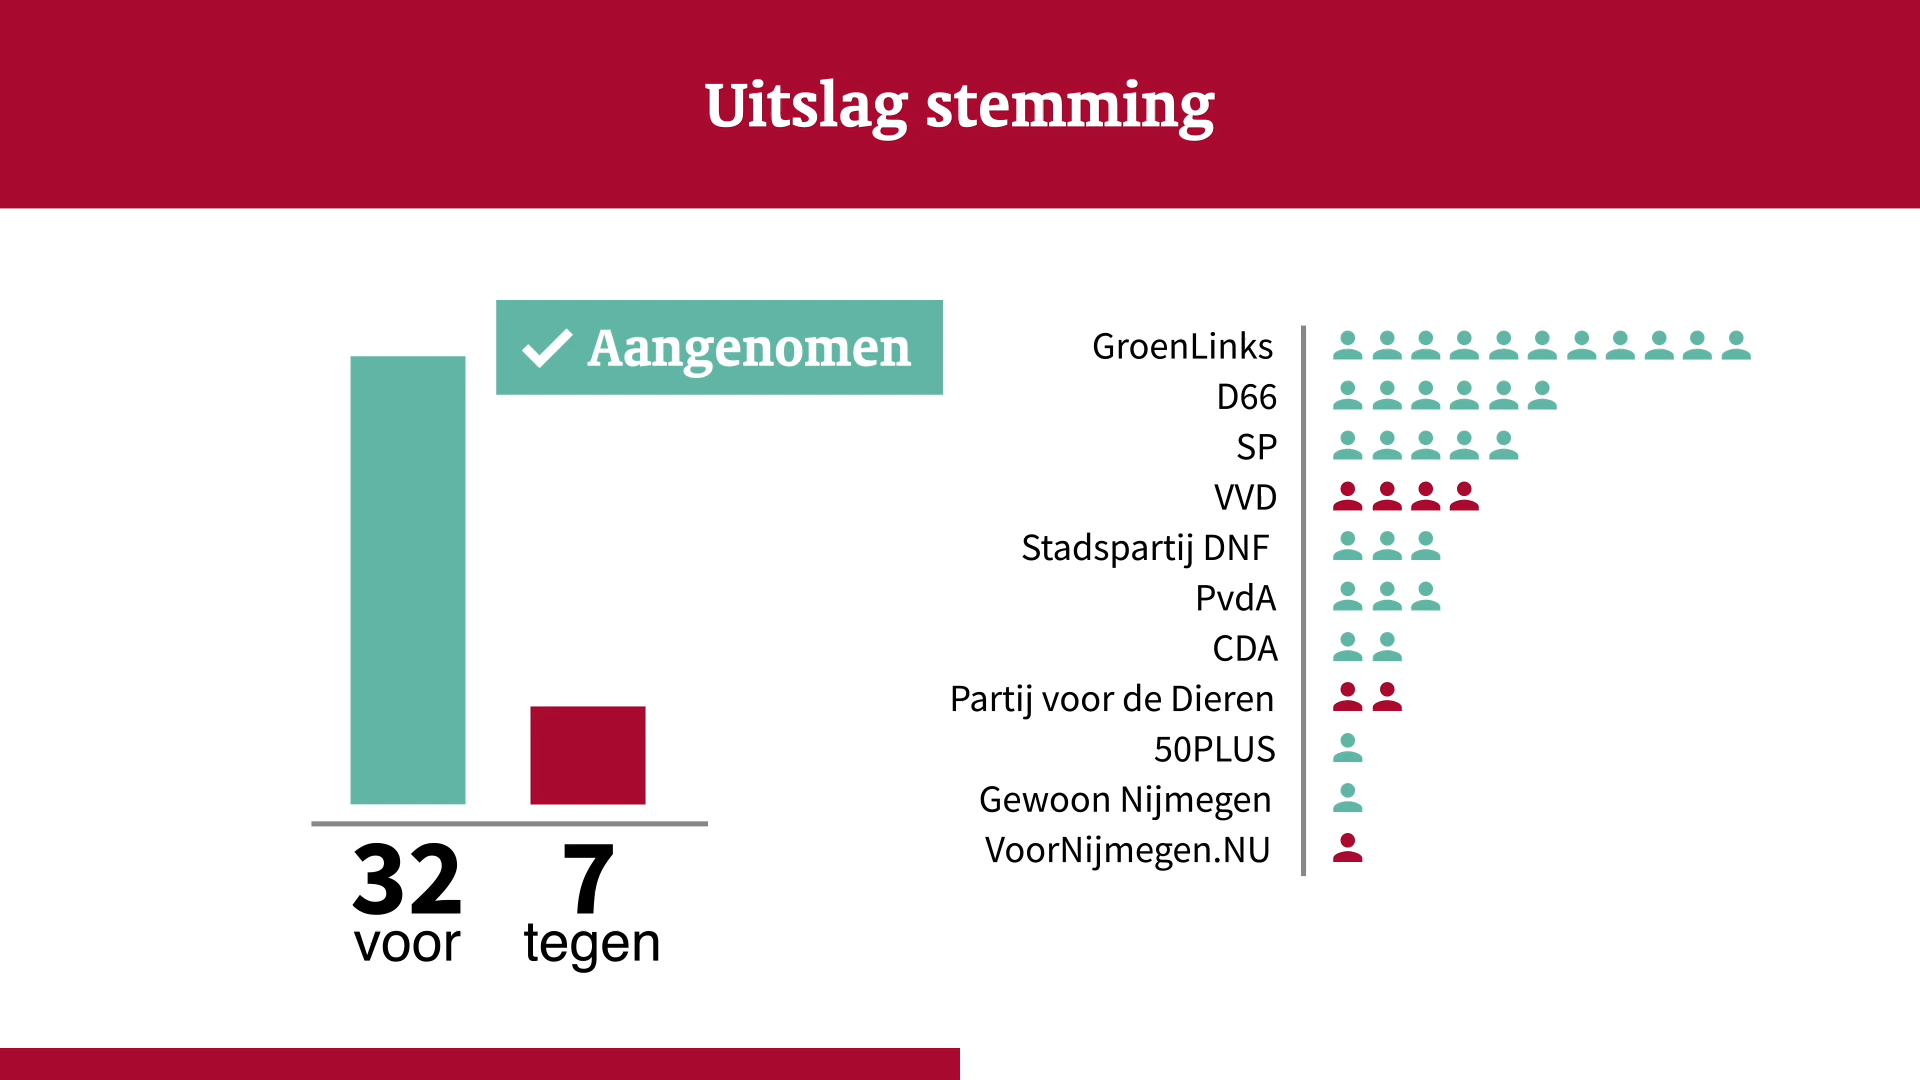 Uitslag stemming
Aangenomen
32
voor
7
tegen
GroenLinks
D66
SP
VVD
Stadspartij DNF
PvdA
CDA
Partij voor de Dieren
50PLUS
Gewoon Nijmegen
VoorNijmegen.NU